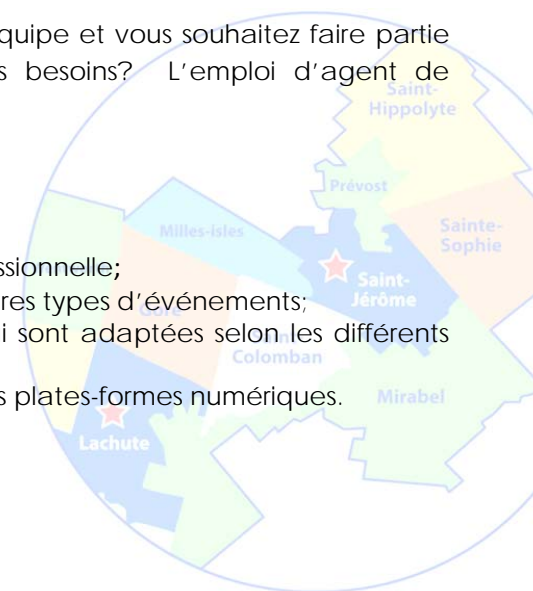 quipe et vous souhaitez faire partie
s besoins? L'emploi d'agent de
Saint-
Hippolyte
Prévost
Milles-isles
Sainte-
Sophie
ssionnelle;
Saint-
Jérôme
res types d'événements;
Gore
i sont adaptées selon les différents
Colomban
s plates-formes numériques.
Mirabel
Lachute